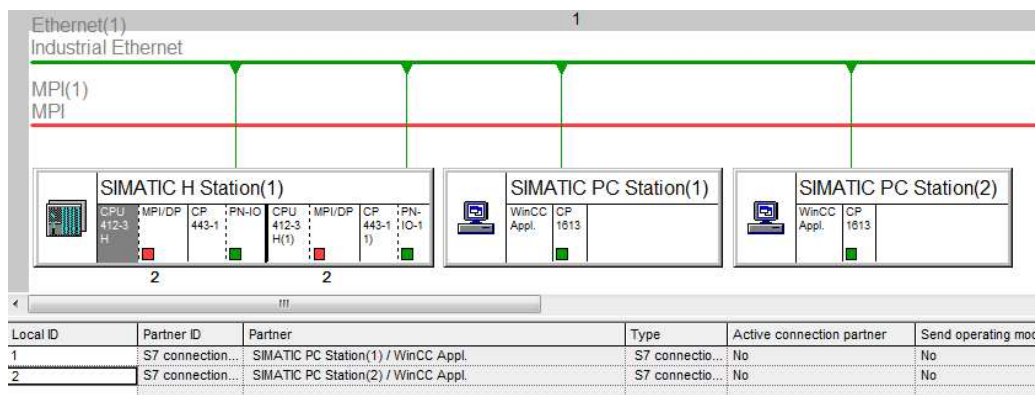 1
Ethernet(1)
Industrial Ethernet
MPI(1)
MPI
SIMATIC H Station(1)
CPU 412-3 H
MPI/DP
CP 443-1
PN-IO
CPU 412-3 H(1)
MPI/DP
CP 443-1 1)
PN-IO-1
2
2
SIMATIC PC Station(1)
WinCC Appl.
CP 1613
SIMATIC PC Station(2)
WinCC Appl.
CP 1613
Local ID Partner ID Partner Type Active connection partner Send operating mod
1 S7 connection... SIMATIC PC Station(1) / WinCC Appl. S7 connectio... No No
2 S7 connection... SIMATIC PC Station(2) / WinCC Appl. S7 connectio... No No